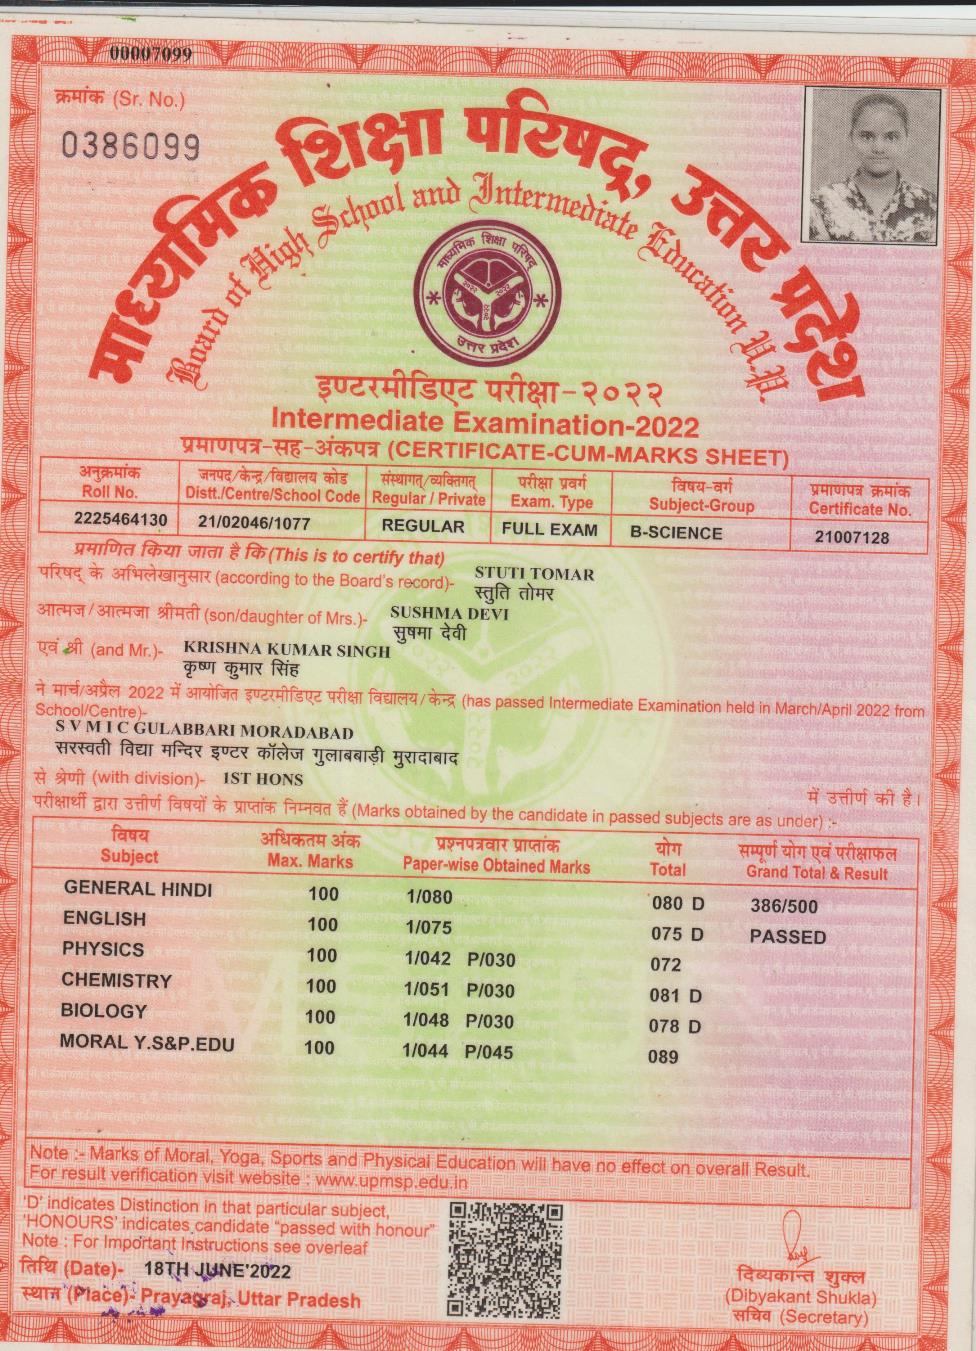 00007099
क्रमांक (Sr. No.)
0386099
माध्यमिक शिक्षा परिषद्, उत्तर प्रदेश
Board of High School and Intermediate Education U.P.
माध्यमिक शिक्षा परिषद्
२०२२ २०२२
२०२२
उत्तर प्रदेश
इण्टरमीडिएट परीक्षा-२०२२
Intermediate Examination-2022
प्रमाणपत्र-सह-अंकपत्र (CERTIFICATE-CUM-MARKS SHEET)
अनुक्रमांक जनपद/केन्द्र/विद्यालय कोड संस्थागत्/व्यक्तिगत् परीक्षा प्रवर्ग विषय-वर्ग प्रमाणपत्र क्रमांक
Roll No. Distt./Centre/School Code Regular / Private Exam. Type Subject-Group Certificate No.
2225464130 21/02046/1077 REGULAR FULL EXAM B-SCIENCE 21007128
प्रमाणित किया जाता है कि (This is to certify that)
परिषद् के अभिलेखानुसार (according to the Board's record)- STUTI TOMAR
स्तुति तोमर
आत्मज/आत्मजा श्रीमती (son/daughter of Mrs.)- SUSHMA DEVI
सुषमा देवी
एवं श्री (and Mr.)- KRISHNA KUMAR SINGH
कृष्ण कुमार सिंह
ने मार्च/अप्रैल 2022 में आयोजित इण्टरमीडिएट परीक्षा विद्यालय/केन्द्र (has passed Intermediate Examination held in March/April 2022 from
School/Centre)-
S V M I C GULABBARI MORADABAD
सरस्वती विद्या मन्दिर इण्टर कॉलेज गुलाबबाड़ी मुरादाबाद
से श्रेणी (with division)- 1ST HONS में उत्तीर्ण की है।
परीक्षार्थी द्वारा उत्तीर्ण विषयों के प्राप्तांक निम्नवत हैं (Marks obtained by the candidate in passed subjects are as under) :-
विषय अधिकतम अंक प्रश्नपत्रवार प्राप्तांक योग सम्पूर्ण योग एवं परीक्षाफल
Subject Max. Marks Paper-wise Obtained Marks Total Grand Total & Result
GENERAL HINDI 100 1/080 080 D 386/500
ENGLISH 100 1/075 075 D PASSED
PHYSICS 100 1/042 P/030 072
CHEMISTRY 100 1/051 P/030 081 D
BIOLOGY 100 1/048 P/030 078 D
MORAL Y.S&P.EDU 100 1/044 P/045 089
Note :- Marks of Moral, Yoga, Sports and Physical Education will have no effect on overall Result.
For result verification visit website : www.upmsp.edu.in
'D' indicates Distinction in that particular subject,
'HONOURS' indicates candidate "passed with honour"
Note : For Important Instructions see overleaf
तिथि (Date)- 18TH JUNE'2022
स्थान (Place)- Prayagraj, Uttar Pradesh
दिब्यकान्त शुक्ल
(Dibyakant Shukla)
सचिव (Secretary)